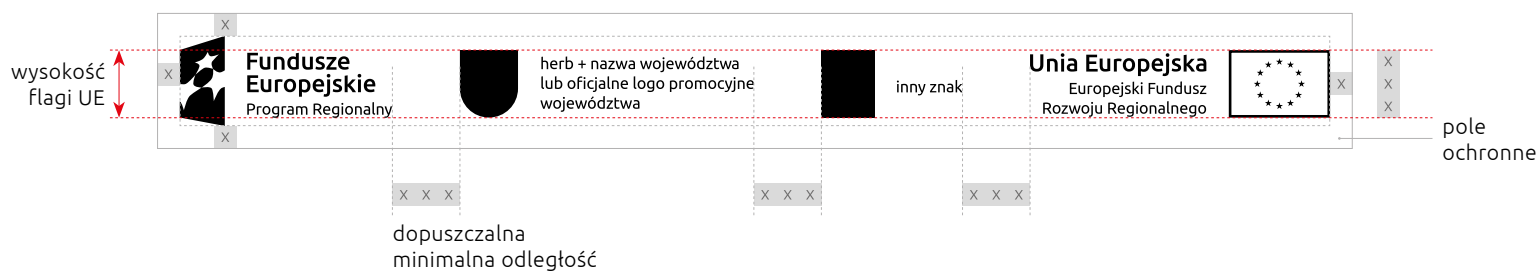 X
wysokość
flagi UE
X
Fundusze
Europejskie
Program Regionalny
herb + nazwa województwa
lub oficjalne logo promocyjne
województwa
inny znak
Unia Europejska
Europejski Fundusz
Rozwoju Regionalnego
X
X
X
X
X
pole
ochronne
X X X
X X X
X X X
dopuszczalna
minimalna odległość